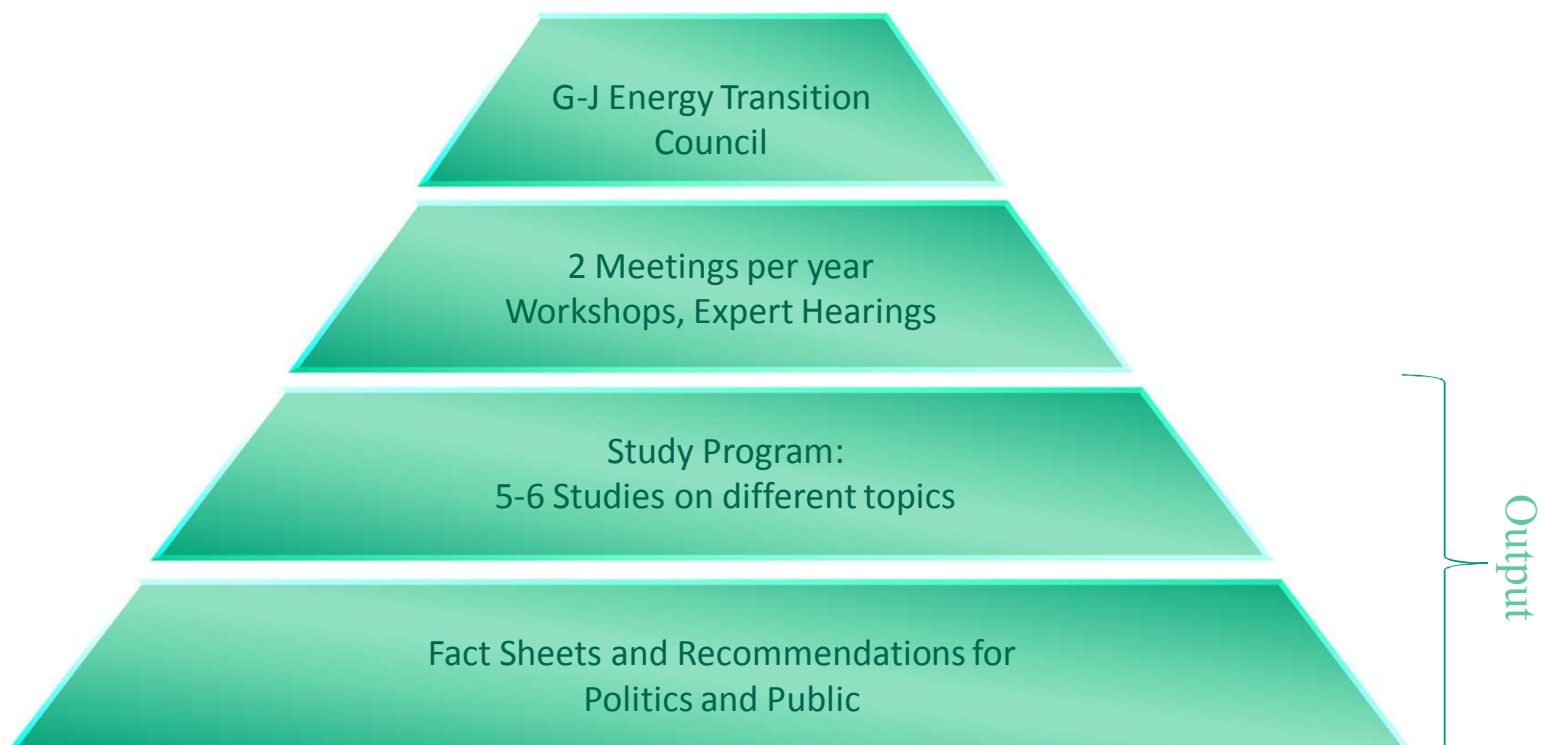 G-J Energy Transition
Council
2 Meetings per year
Workshops, Expert Hearings
Study Program:
5-6 Studies on different topics
Output
Fact Sheets and Recommendations for
Politics and Public